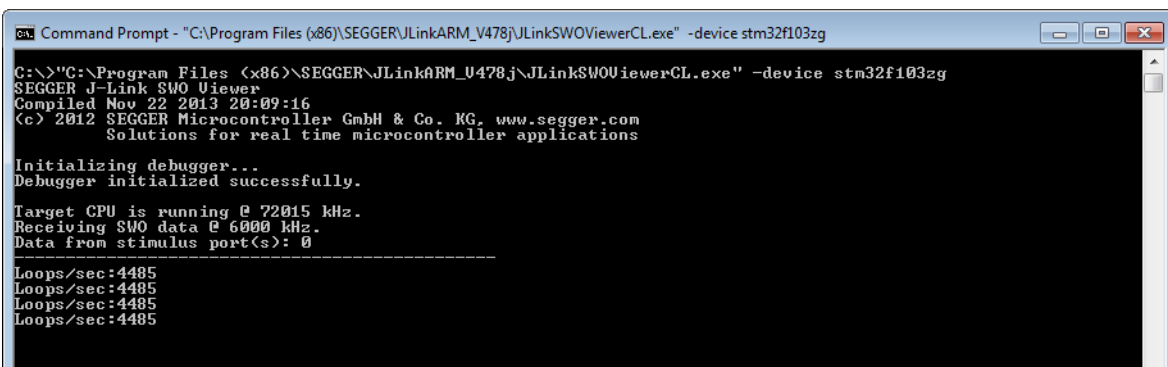 Command Prompt - "C:\Program Files (x86)\SEGGER\JLinkARM_V478j\JLinkSWOViewerCL.exe" -device stm32f103zg
C:\>"C:\Program Files (x86)\SEGGER\JLinkARM_V478j\JLinkSWOViewerCL.exe" -device stm32f103zg
SEGGER J-Link SWO Viewer
Compiled Nov 22 2013 20:09:16
(c) 2012 SEGGER Microcontroller GmbH & Co. KG, www.segger.com
Solutions for real time microcontroller applications
Initializing debugger...
Debugger initialized successfully.
Target CPU is running @ 72015 kHz.
Receiving SWO data @ 6000 kHz.
Data from stimulus port(s): 0
------------------------------------------------
Loops/sec:4485
Loops/sec:4485
Loops/sec:4485
Loops/sec:4485